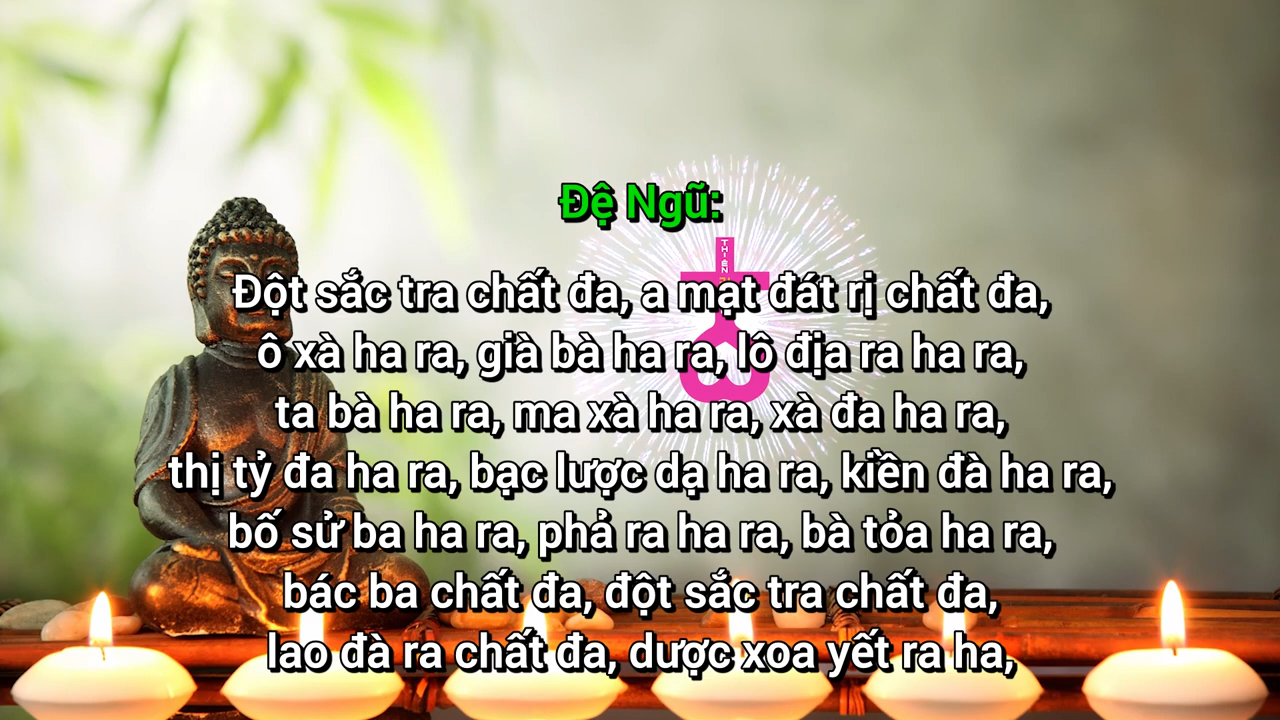 Đệ Ngũ:
THIÊN
Đột sắc tra chất đa, a mạt đát rị chất đa,
ô xà ha ra, già bà ha ra, lô địa ra ha ra,
ta bà ha ra, ma xà ha ra, xà đa ha ra,
thị tỷ đa ha ra, bạc lược dạ ha ra, kiền đà ha ra,
bố sử ba ha ra, phả ra ha ra, bà tỏa ha ra,
bác ba chất đa, đột sắc tra chất đa,
lao đà ra chất đa, dược xoa yết ra ha,